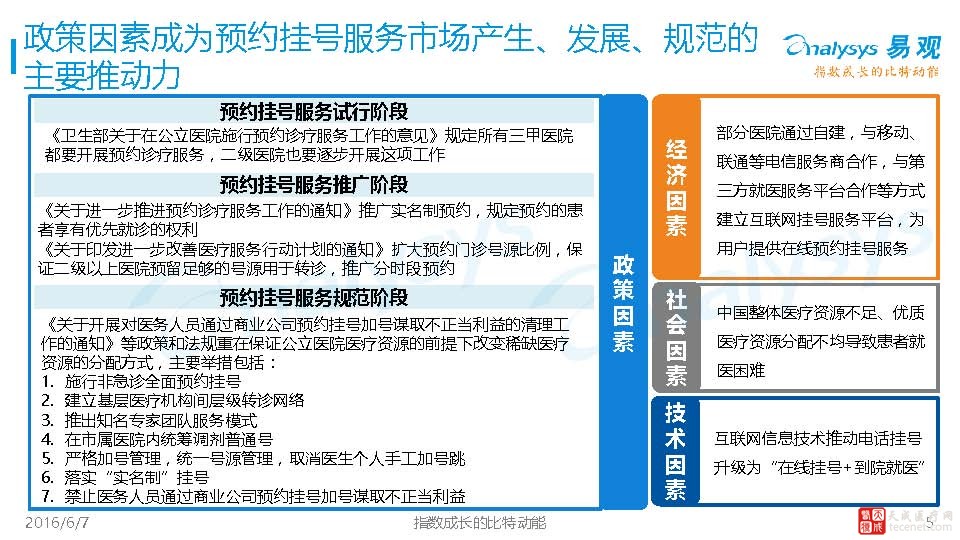 政策因素成为预约挂号服务市场产生、发展、规范的
主要推动力
analysys 易观
指数成长的比特动能
预约挂号服务试行阶段
《卫生部关于在公立医院施行预约诊疗服务工作的意见》规定所有三甲医院
都要开展预约诊疗服务，二级医院也要逐步开展这项工作
预约挂号服务推广阶段
《关于进一步推进预约诊疗服务工作的通知》推广实名制预约，规定预约的患
者享有优先就诊的权利
《关于印发进一步改善医疗服务行动计划的通知》扩大预约门诊号源比例，保
证二级以上医院预留足够的号源用于转诊，推广分时段预约
预约挂号服务规范阶段
《关于开展对医务人员通过商业公司预约挂号加号谋取不正当利益的清理工
作的通知》等政策和法规重在保证公立医院医疗资源的前提下改变稀缺医疗
资源的分配方式，主要举措包括：
1. 施行非急诊全面预约挂号
2. 建立基层医疗机构间层级转诊网络
3. 推出知名专家团队服务模式
4. 在市属医院内统筹调剂普通号
5. 严格加号管理，统一号源管理，取消医生个人手工加号跳
6. 落实“实名制”挂号
7. 禁止医务人员通过商业公司预约挂号加号谋取不正当利益
政策因素
经济因素
部分医院通过自建，与移动、
联通等电信服务商合作，与第
三方就医服务平台合作等方式
建立互联网挂号服务平台，为
用户提供在线预约挂号服务
社会因素
中国整体医疗资源不足、优质
医疗资源分配不均导致患者就
医困难
技术因素
互联网信息技术推动电话挂号
升级为“在线挂号+到院就医”
2016/6/7
指数成长的比特动能
5
天成医疗网
tecenet.com